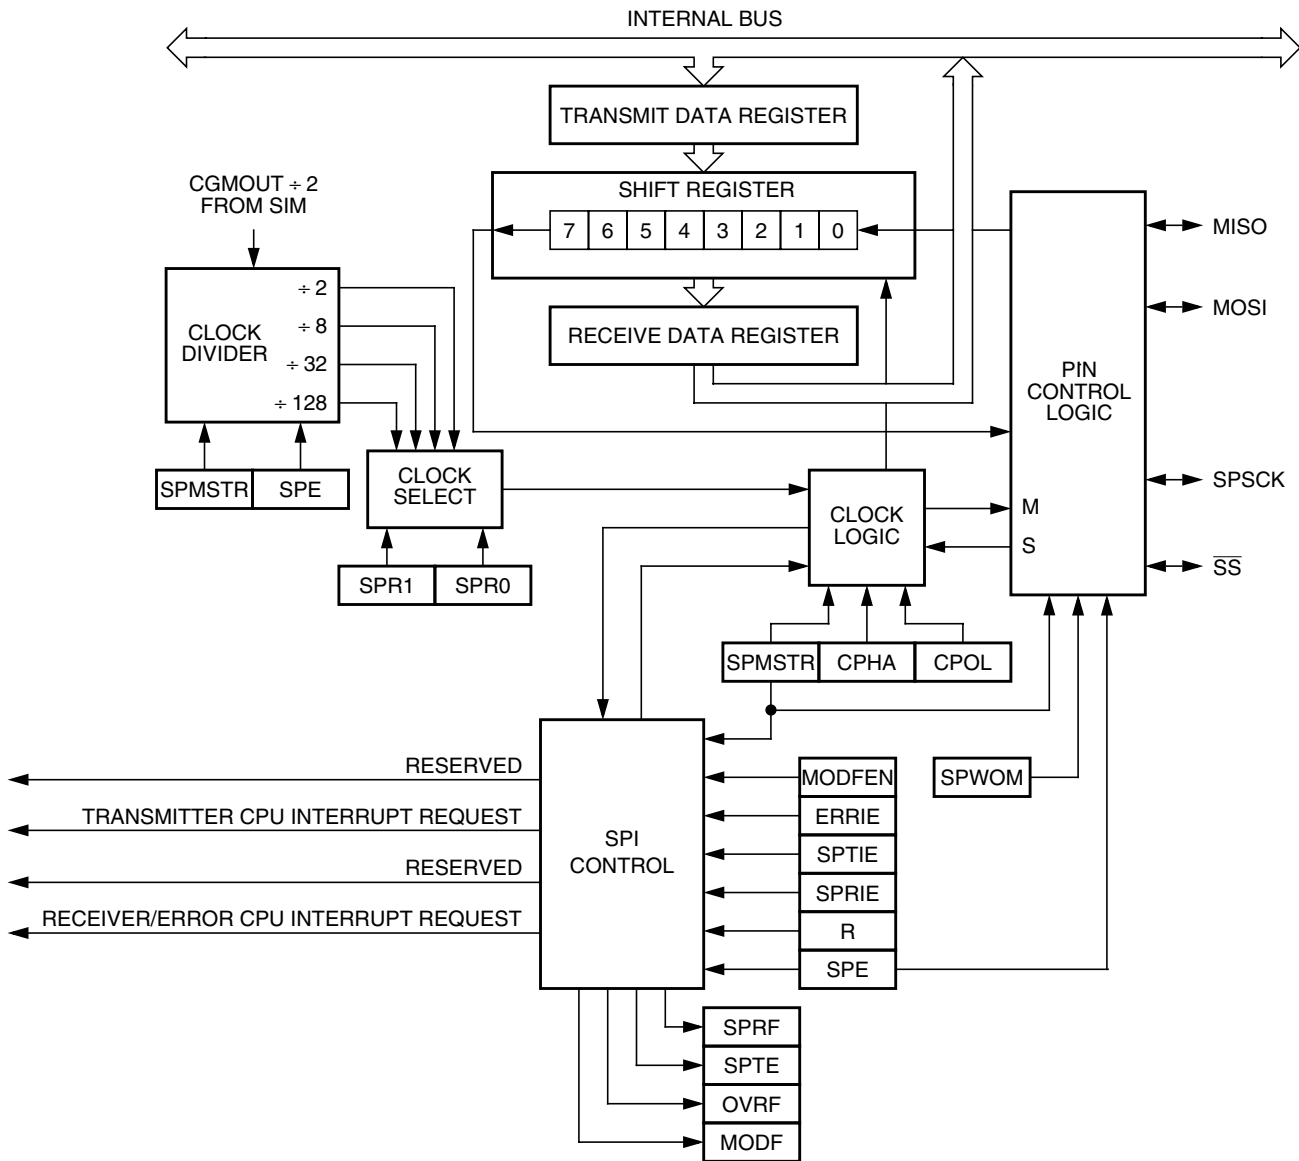 INTERNAL BUS
TRANSMIT DATA REGISTER
SHIFT REGISTER
7 6 5 4 3 2 1 0
RECEIVE DATA REGISTER
CGMOUT ÷ 2
FROM SIM
CLOCK
DIVIDER
÷ 2
÷ 8
÷ 32
÷ 128
SPMSTR SPE
CLOCK
SELECT
SPR1 SPR0
CLOCK
LOGIC
SPMSTR CPHA CPOL
PIN
CONTROL
LOGIC
M
S
MISO
MOSI
SPSCK
SS
SPWOM
SPI
CONTROL
RESERVED
TRANSMITTER CPU INTERRUPT REQUEST
RESERVED
RECEIVER/ERROR CPU INTERRUPT REQUEST
MODFEN
ERRIE
SPTIE
SPRIE
R
SPE
SPRF
SPTE
OVRF
MODF